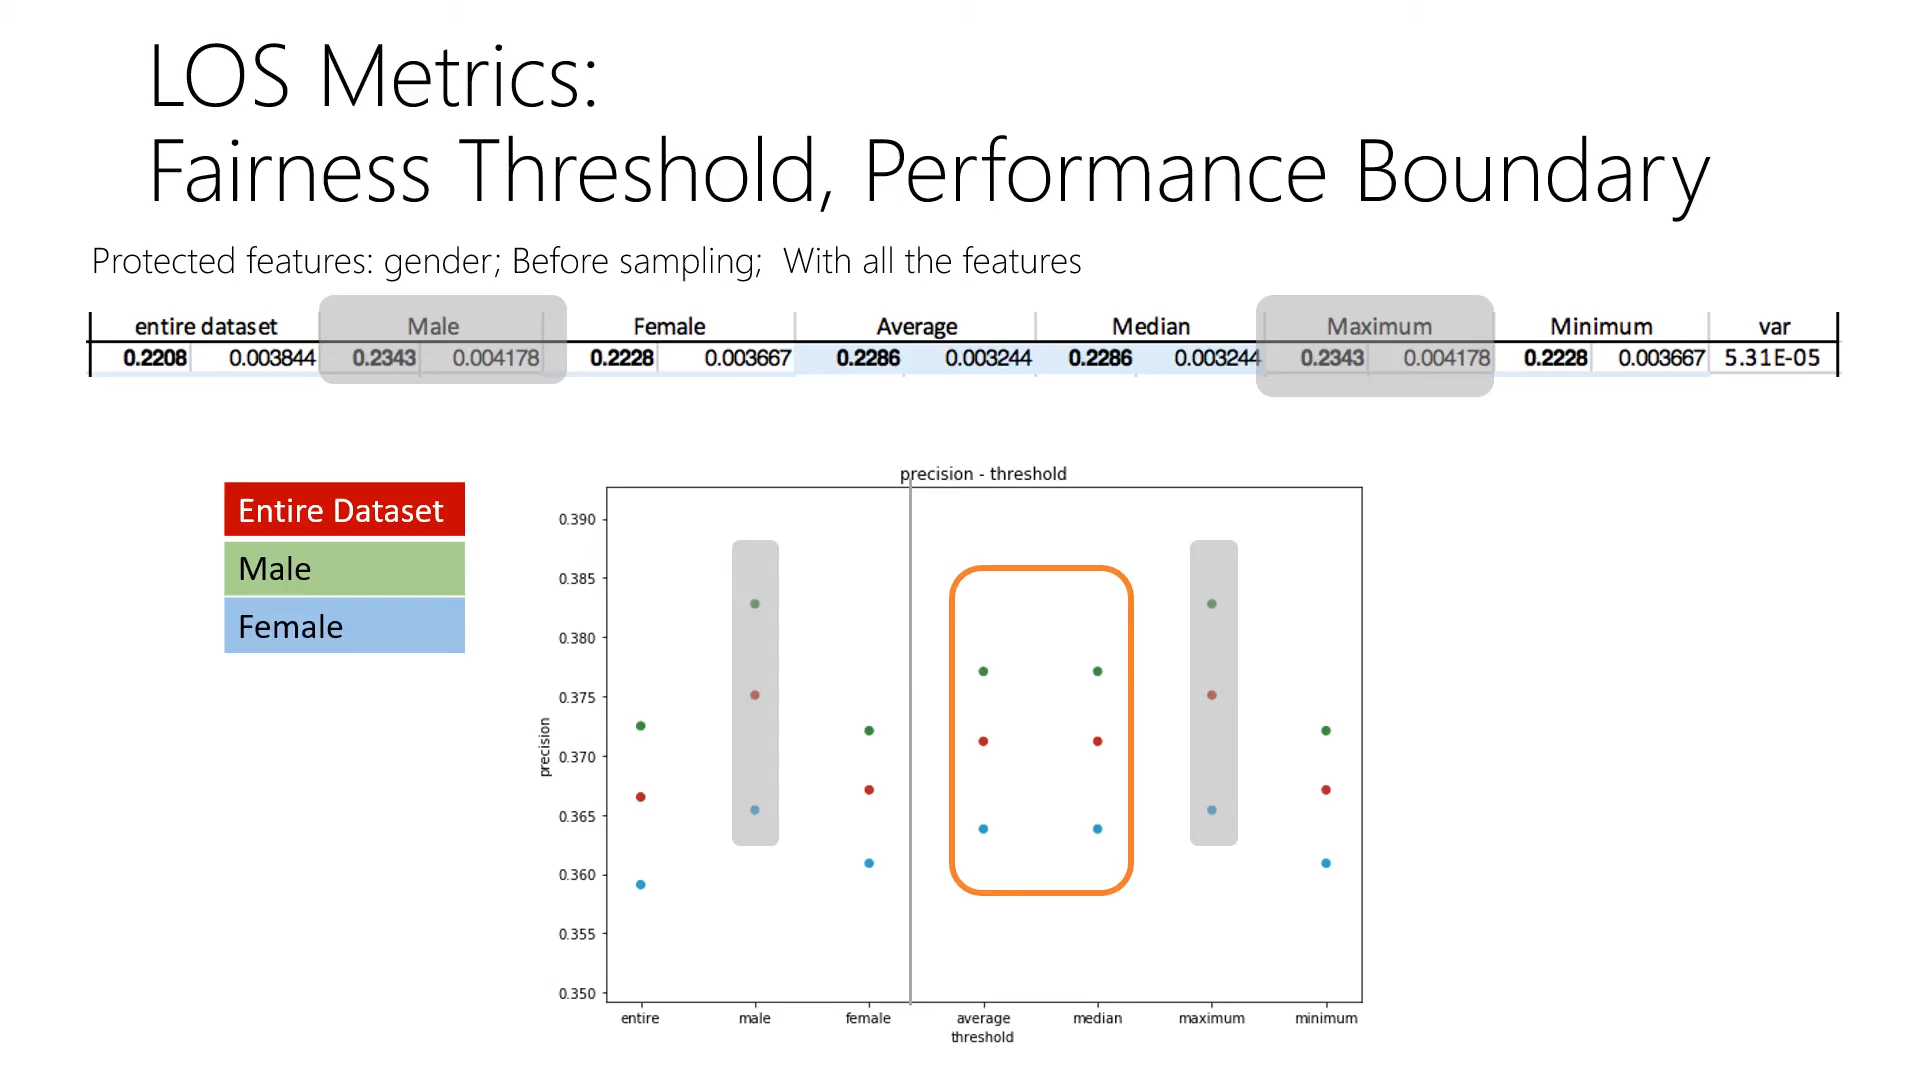 LOS Metrics:
Fairness Threshold, Performance Boundary
Protected features: gender; Before sampling; With all the features
entire dataset Male Female Average Median Maximum Minimum var
0.2208 0.003844 0.2343 0.004178 0.2228 0.003667 0.2286 0.003244 0.2286 0.003244 0.2343 0.004178 0.2228 0.003667 5.31E-05
Entire Dataset
Male
Female
precision - threshold
precision
0.390
0.385
0.380
0.375
0.370
0.365
0.360
0.355
0.350
entire male female average median maximum minimum
threshold